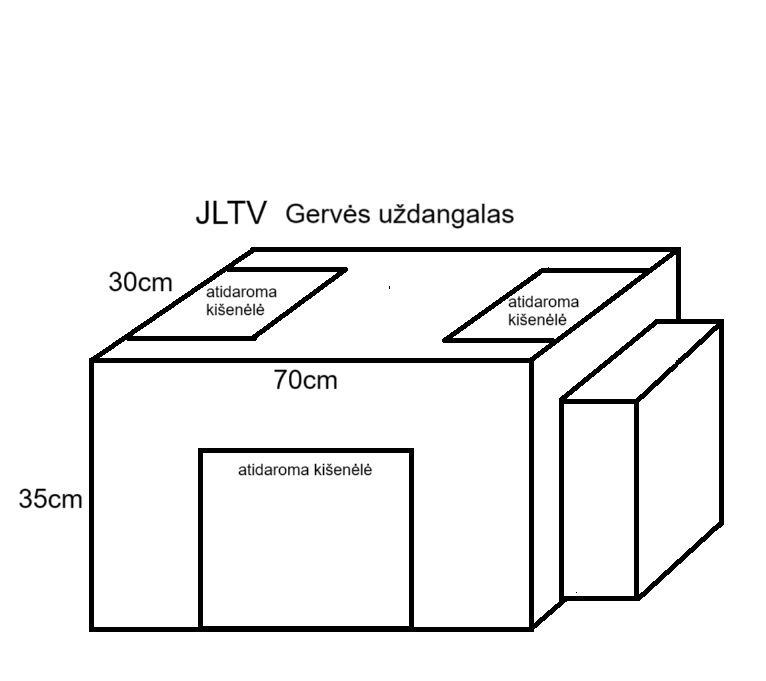 JLTV Gervės uždangalas
30cm
atidaroma
kišenėlė
atidaroma
kišenėlė
70cm
atidaroma kišenėlė
35cm